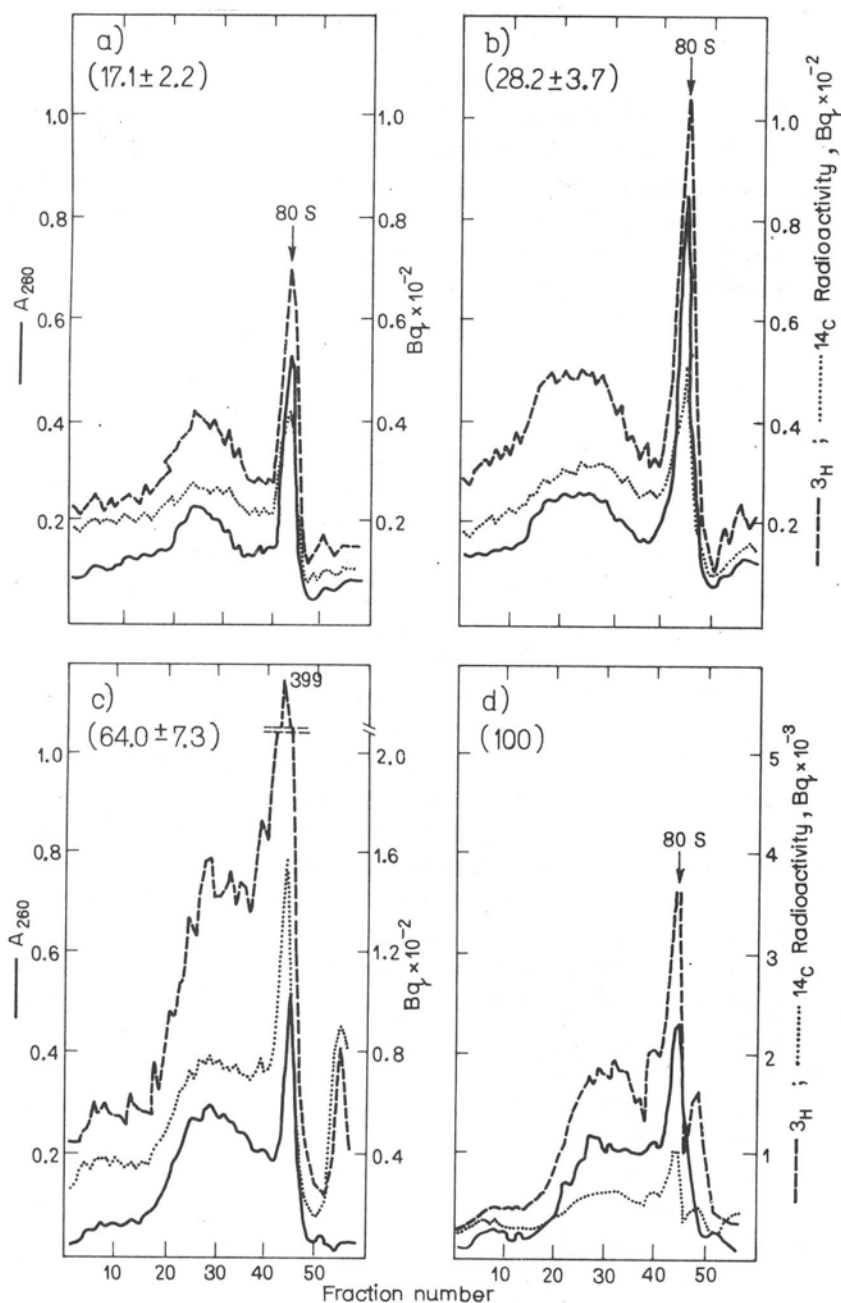 a)
(17.1±2.2)
80 S
1.0
0.8
0.6
0.4
0.2
A260
1.0
0.8
0.6
0.4
0.2
Bq × 10-2
b)
(28.2±3.7)
80 S
1.0
0.8
0.6
0.4
0.2
3H ; 14C Radioactivity, Bq × 10-2
c)
(64.0±7.3)
399
1.0
0.8
0.6
0.4
0.2
A260
2.0
1.6
1.2
0.8
0.4
Bq × 10-2
10 20 30 40 50
d)
(100)
80 S
5
4
3
2
1
3H ; 14C Radioactivity, Bq × 10-3
10 20 30 40 50
Fraction number